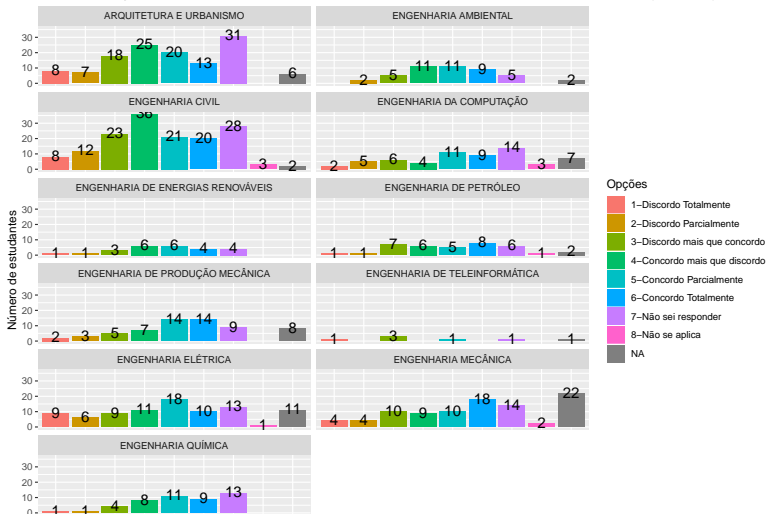 ARQUITETURA E URBANISMO
30
20
10
0
8 7 18 25 20 13 31 6
ENGENHARIA AMBIENTAL
2 5 11 11 9 5 2
ENGENHARIA CIVIL
30
20
10
0
8 12 23 36 21 20 28 3 2
ENGENHARIA DA COMPUTAÇÃO
2 5 6 4 11 9 14 3 7
ENGENHARIA DE ENERGIAS RENOVÁVEIS
30
20
10
0
1 1 3 6 6 4 4
ENGENHARIA DE PETRÓLEO
1 1 7 6 5 8 6 1 2
ENGENHARIA DE PRODUÇÃO MECÂNICA
30
20
10
0
2 3 5 7 14 14 9 8
ENGENHARIA DE TELEINFORMÁTICA
1 3 1 1 1
ENGENHARIA ELÉTRICA
30
20
10
0
9 6 9 11 18 10 13 1 11
ENGENHARIA MECÂNICA
4 4 10 9 10 18 14 2 22
ENGENHARIA QUÍMICA
30
20
10
0
1 1 4 8 11 9 13
Número de estudantes
Opções
1–Discordo Totalmente
2–Discordo Parcialmente
3–Discordo mais que concordo
4–Concordo mais que discordo
5–Concordo Parcialmente
6–Concordo Totalmente
7–Não sei responder
8–Não se aplica
NA